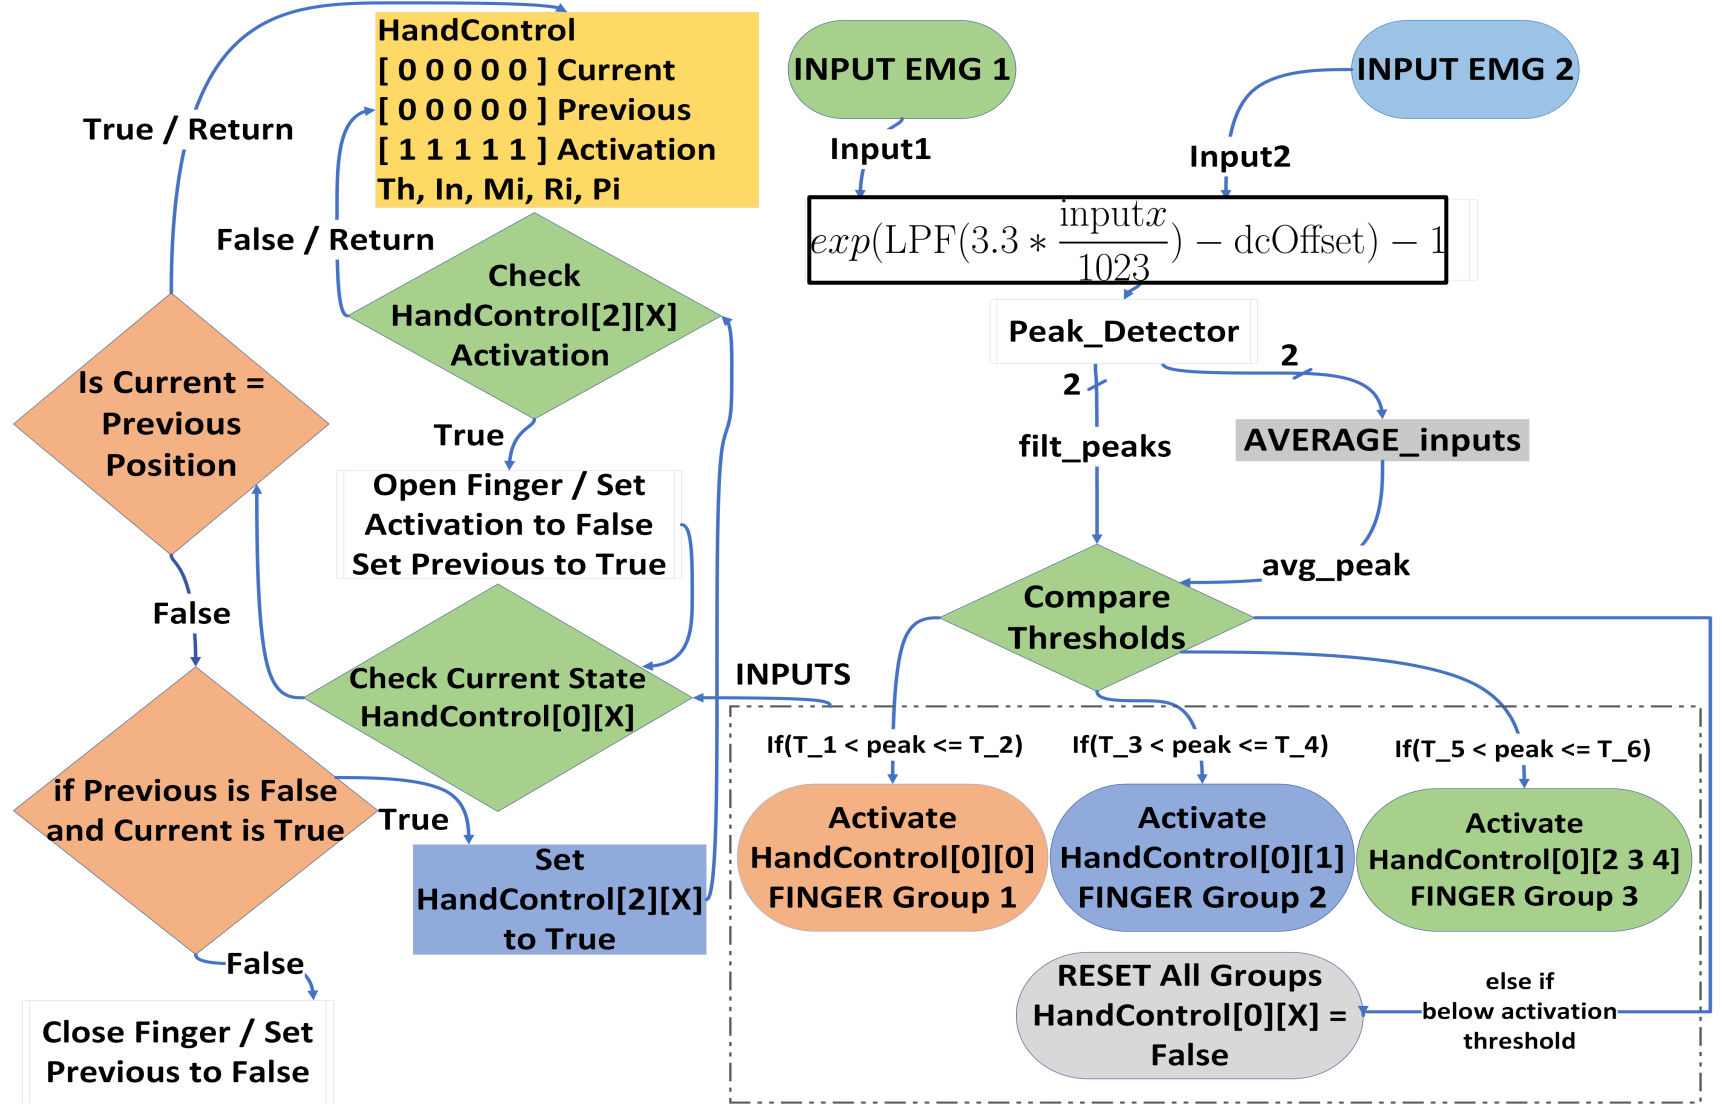 HandControl
[ 0 0 0 0 0 ] Current
[ 0 0 0 0 0 ] Previous
[ 1 1 1 1 1 ] Activation
Th, In, Mi, Ri, Pi
True / Return
False / Return
Check
HandControl[2][X]
Activation
Is Current =
Previous
Position
True
Open Finger / Set
Activation to False
Set Previous to True
False
Check Current State
HandControl[0][X]
if Previous is False
and Current is True
True
Set
HandControl[2][X]
to True
False
Close Finger / Set
Previous to False
INPUT EMG 1
INPUT EMG 2
Input1
Input2
exp(LPF(3.3 * inputx/1023) − dcOffset) − 1
Peak_Detector
2
2
filt_peaks
AVERAGE_inputs
avg_peak
Compare
Thresholds
INPUTS
If(T_1 < peak <= T_2)
If(T_3 < peak <= T_4)
If(T_5 < peak <= T_6)
Activate
HandControl[0][0]
FINGER Group 1
Activate
HandControl[0][1]
FINGER Group 2
Activate
HandControl[0][2 3 4]
FINGER Group 3
RESET All Groups
HandControl[0][X] =
False
else if
below activation
threshold